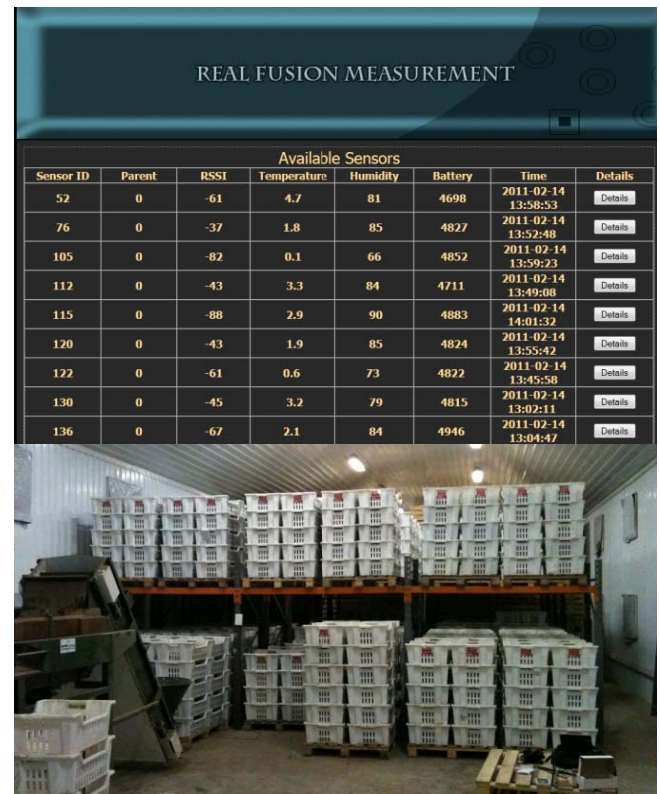 REAL FUSION MEASUREMENT
Available Sensors
Sensor ID Parent RSSI Temperature Humidity Battery Time Details
52 0 -61 4.7 81 4698 2011-02-14 13:58:53 Details
76 0 -37 1.8 85 4827 2011-02-14 13:52:48 Details
105 0 -82 0.1 66 4852 2011-02-14 13:59:23 Details
112 0 -43 3.3 84 4711 2011-02-14 13:49:08 Details
115 0 -88 2.9 90 4883 2011-02-14 14:01:32 Details
120 0 -43 1.9 85 4824 2011-02-14 13:55:42 Details
122 0 -61 0.6 73 4822 2011-02-14 13:45:58 Details
130 0 -45 3.2 79 4815 2011-02-14 13:02:11 Details
136 0 -67 2.1 84 4946 2011-02-14 13:04:47 Details